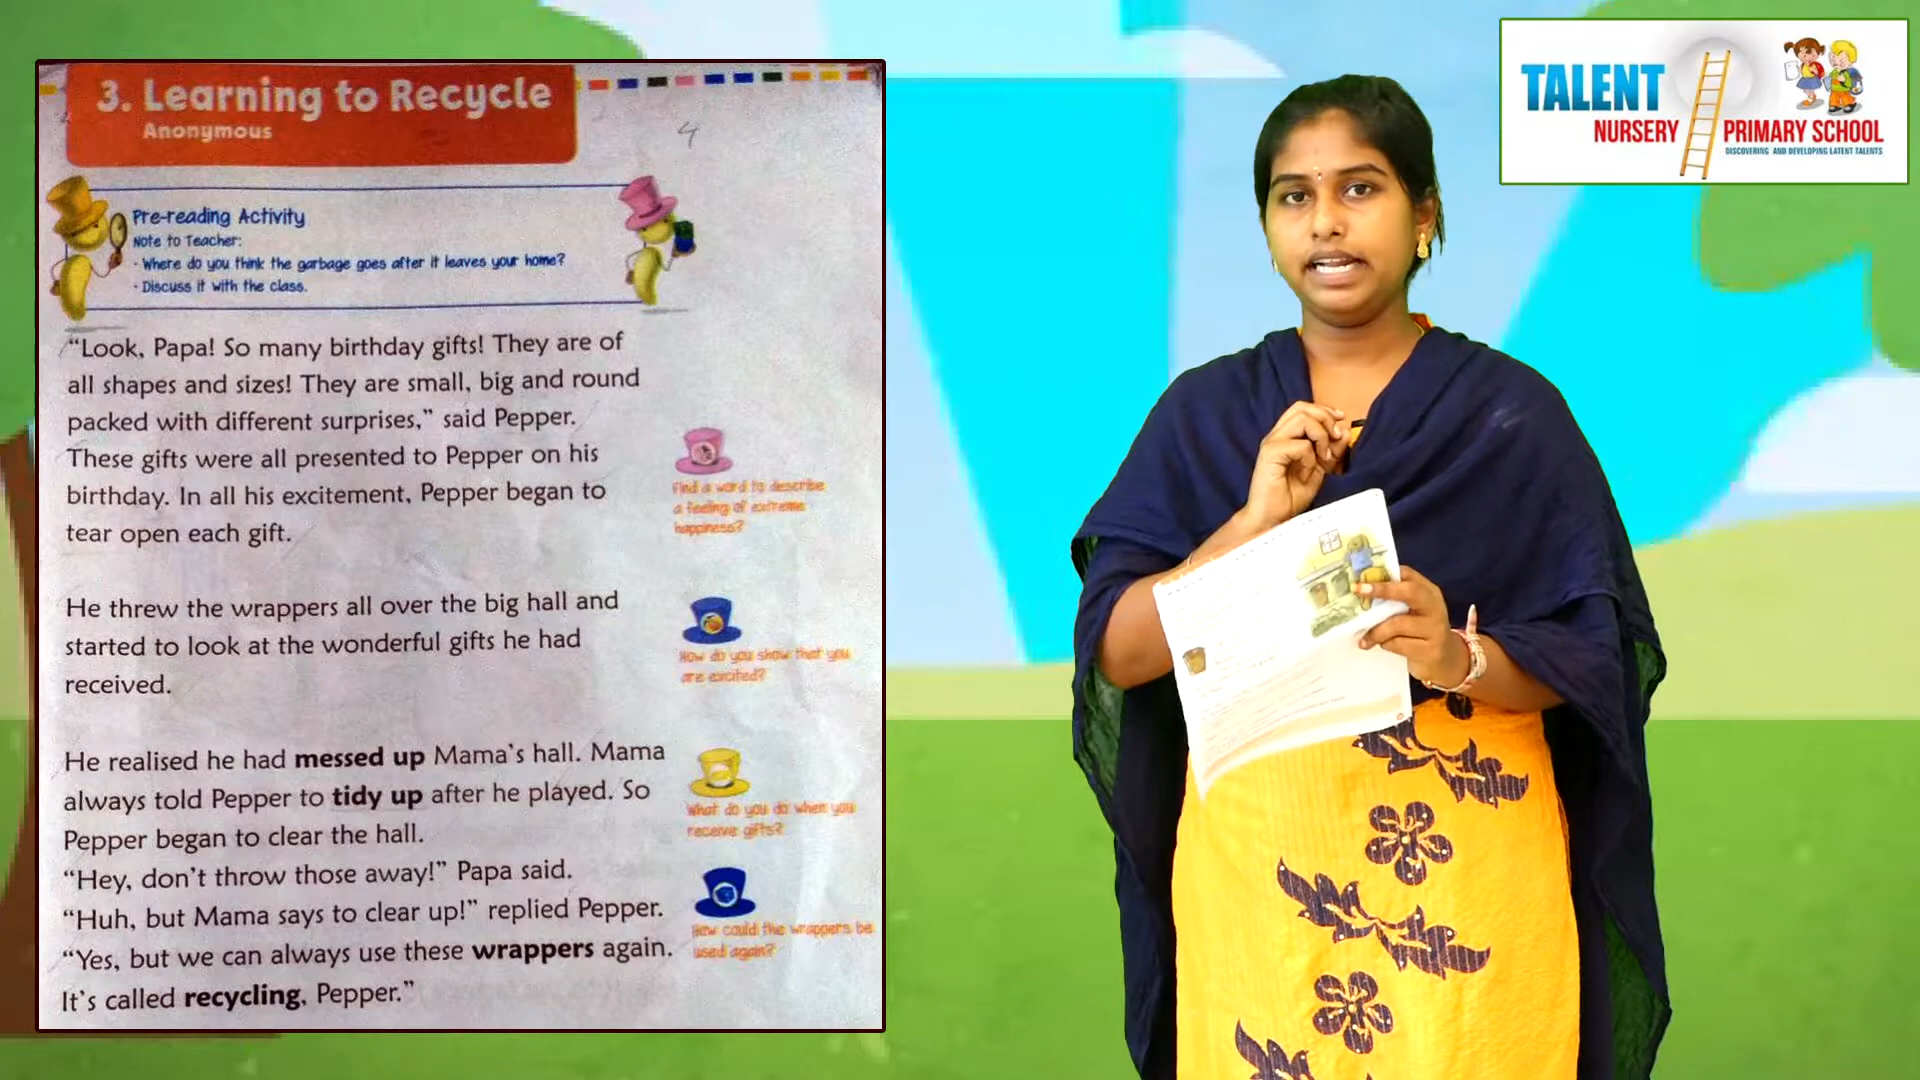 3. Learning to Recycle
Anonymous
4
Pre-reading Activity
Note to Teacher:
· Where do you think the garbage goes after it leaves your home?
· Discuss it with the class.
“Look, Papa! So many birthday gifts! They are of
all shapes and sizes! They are small, big and round
packed with different surprises,” said Pepper.
These gifts were all presented to Pepper on his
birthday. In all his excitement, Pepper began to
tear open each gift.
Find a word to describe
a feeling of extreme
happiness?
He threw the wrappers all over the big hall and
started to look at the wonderful gifts he had
received.
How do you show that you
are excited?
He realised he had messed up Mama’s hall. Mama
always told Pepper to tidy up after he played. So
Pepper began to clear the hall.
What do you do when you
receive gifts?
“Hey, don’t throw those away!” Papa said.
“Huh, but Mama says to clear up!” replied Pepper.
“Yes, but we can always use these wrappers again.
It’s called recycling, Pepper.”
How could the wrappers be
used again?
TALENT
NURSERY PRIMARY SCHOOL
DISCOVERING AND DEVELOPING LATENT TALENTS